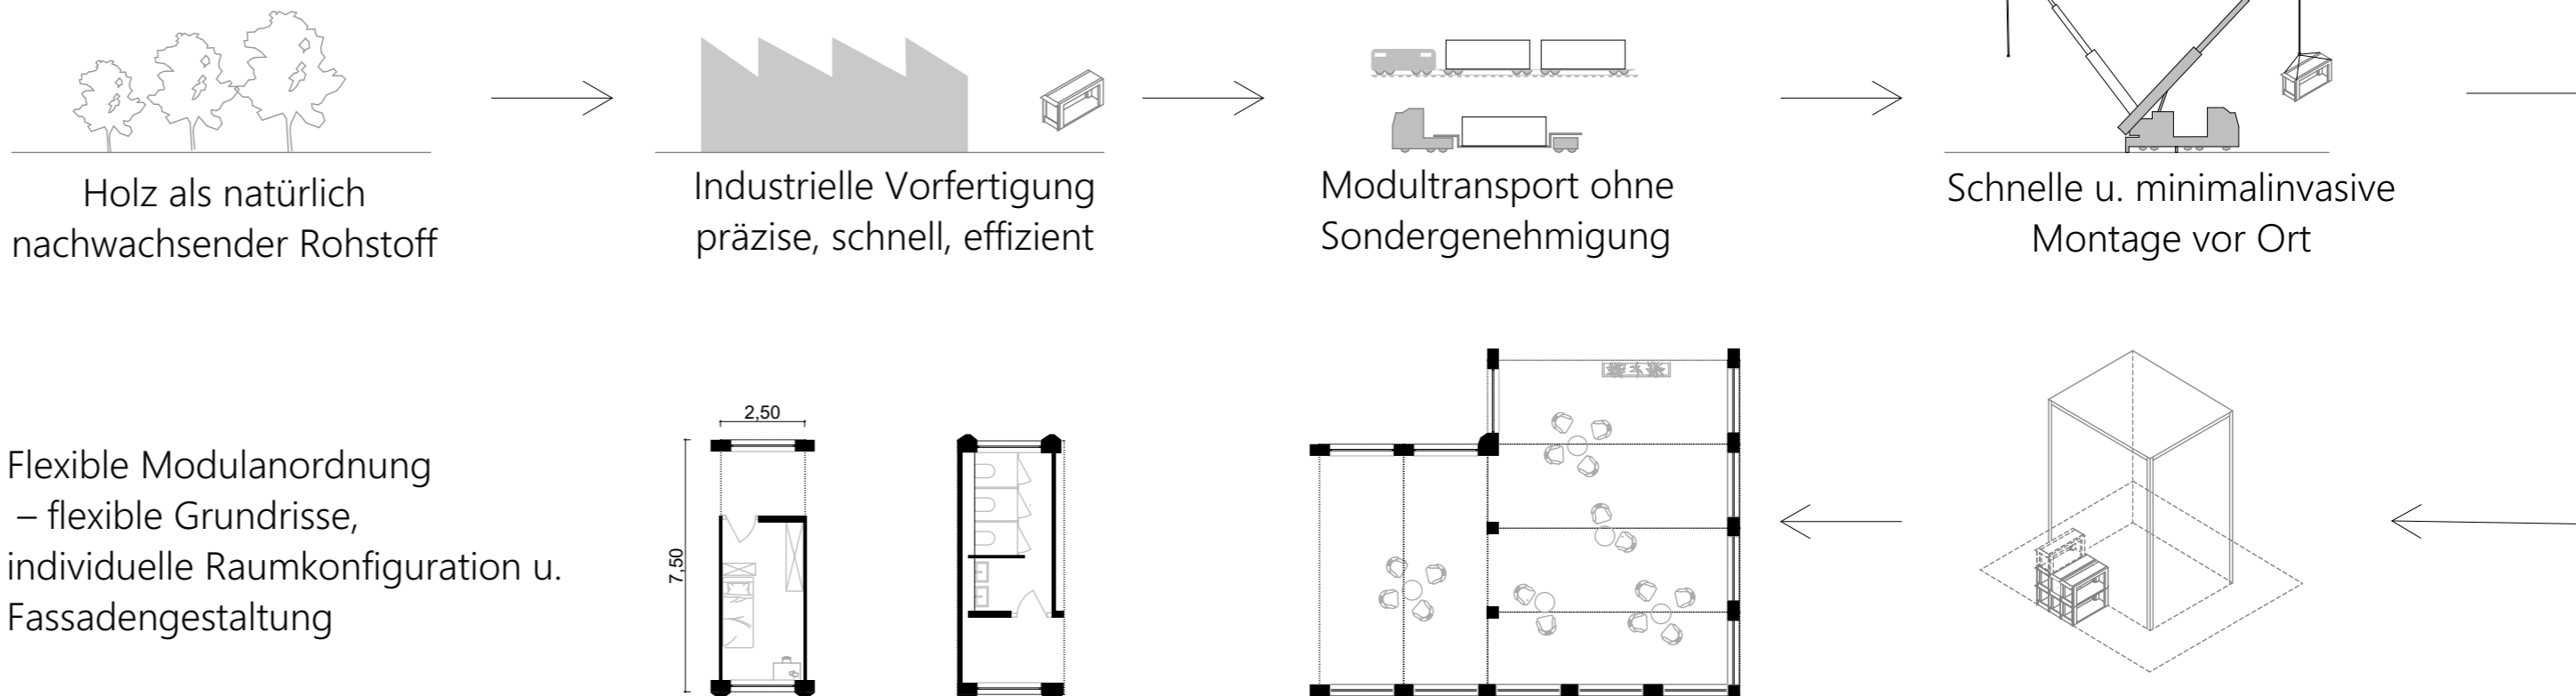 Holz als natürlich
nachwachsender Rohstoff
Industrielle Vorfertigung
präzise, schnell, effizient
Modultransport ohne
Sondergenehmigung
Schnelle u. minimalinvasive
Montage vor Ort
Flexible Modulanordnung
– flexible Grundrisse,
individuelle Raumkonfiguration u.
Fassadengestaltung
2,50
7,50